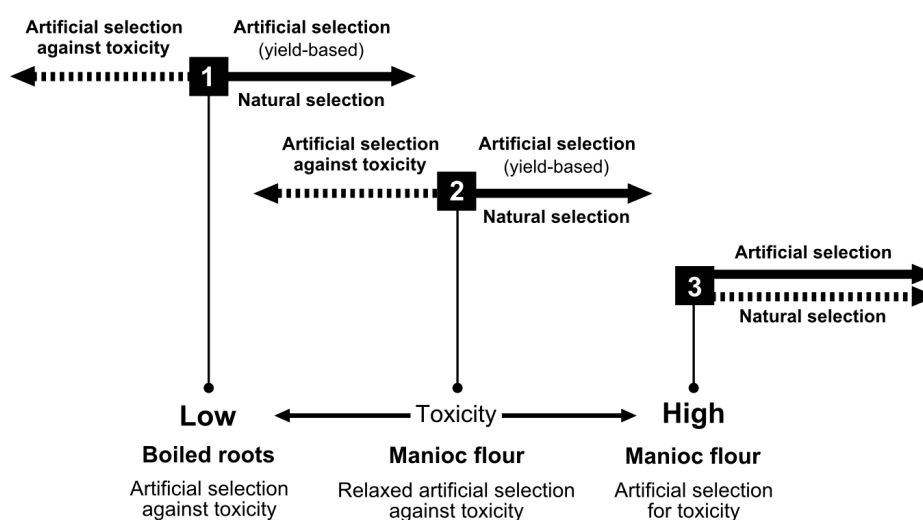 Artificial selection
against toxicity
Artificial selection
(yield-based)
1
Natural selection
Artificial selection
against toxicity
Artificial selection
(yield-based)
2
Natural selection
Artificial selection
3
Natural selection
Low
Toxicity
High
Boiled roots
Manioc flour
Manioc flour
Artificial selection
against toxicity
Relaxed artificial selection
against toxicity
Artificial selection
for toxicity